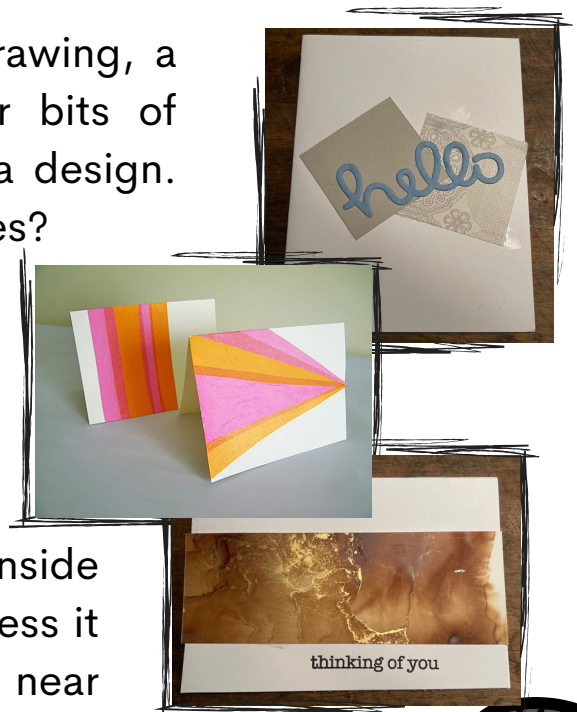 rawing, a
r bits of
a design.
es?
hello
nside
ess it
near
thinking of you